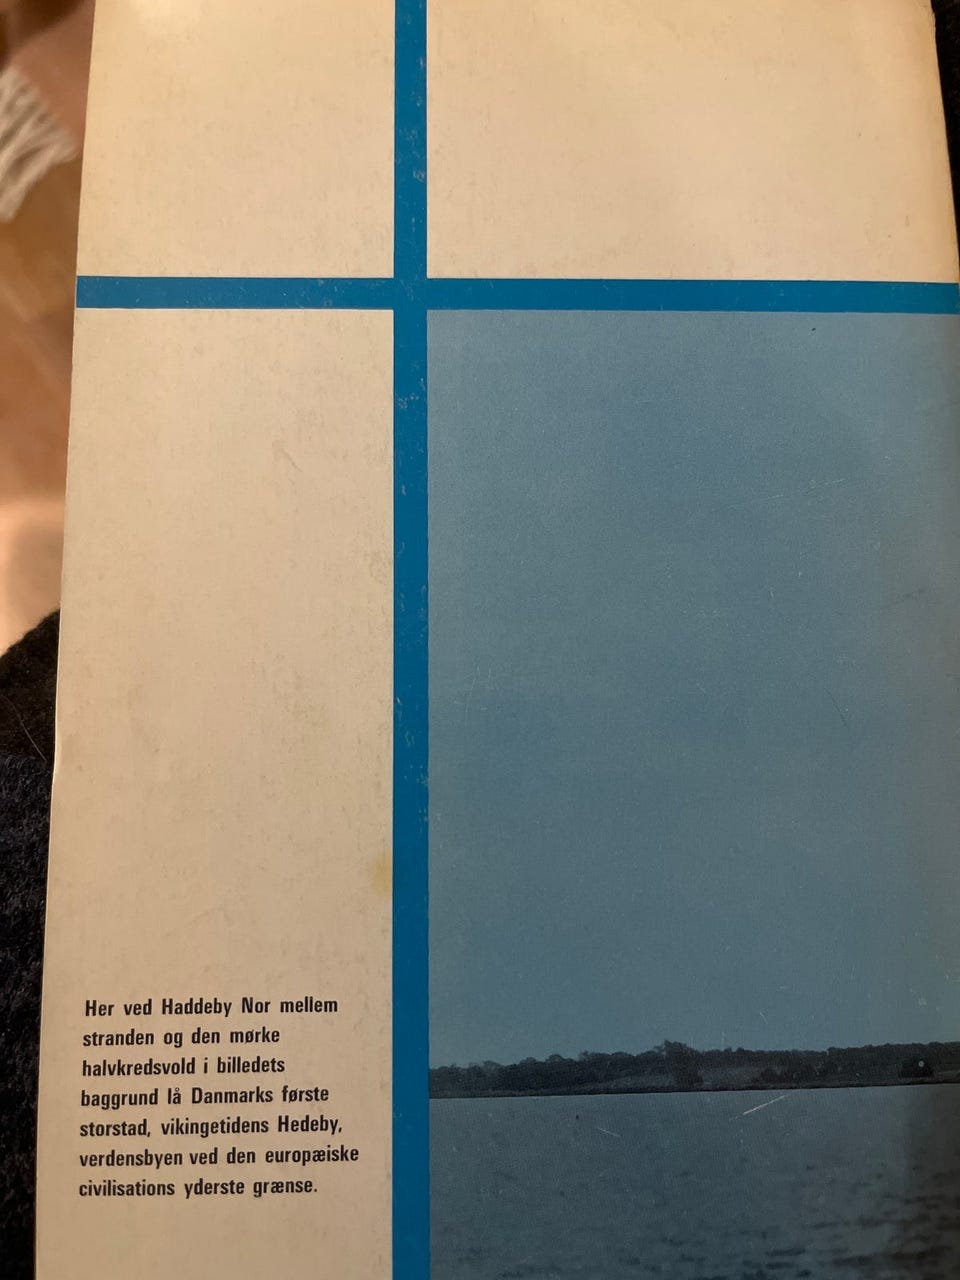 Her ved Haddeby Nor mellem
stranden og den mørke
halvkredsvold i billedets
baggrund lå Danmarks første
storstad, vikingetidens Hedeby,
verdensbyen ved den europæiske
civilisations yderste grænse.